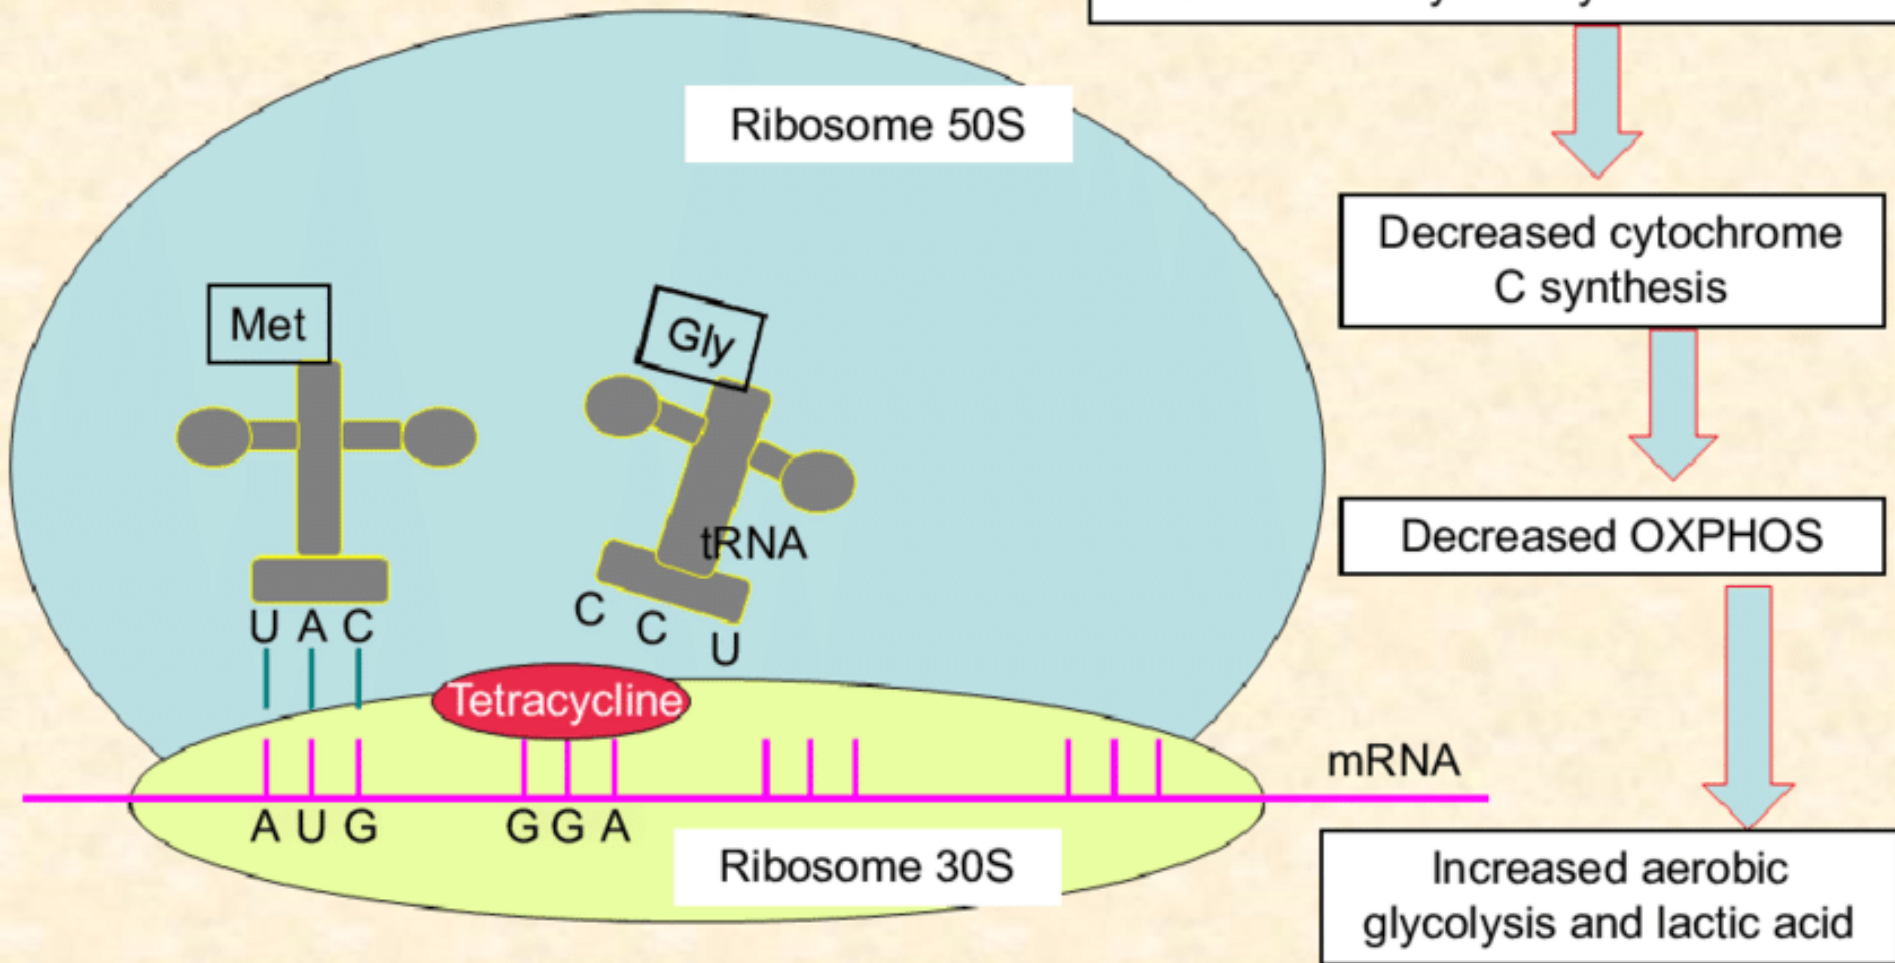 Ribosome 50S
Met
Gly
tRNA
U A C
C C U
Tetracycline
mRNA
A U G
G G A
Ribosome 30S
Decreased cytochrome
C synthesis
Decreased OXPHOS
Increased aerobic
glycolysis and lactic acid